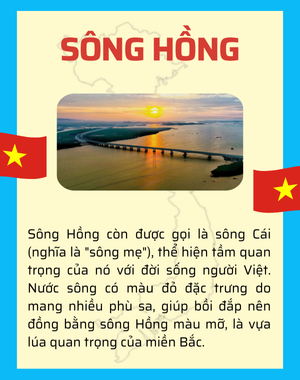 SÔNG HỒNG
Sông Hồng còn được gọi là sông Cái
(nghĩa là "sông mẹ"), thể hiện tầm quan
trọng của nó với đời sống người Việt.
Nước sông có màu đỏ đặc trưng do
mang nhiều phù sa, giúp bồi đắp nên
đồng bằng sông Hồng màu mỡ, là vựa
lúa quan trọng của miền Bắc.